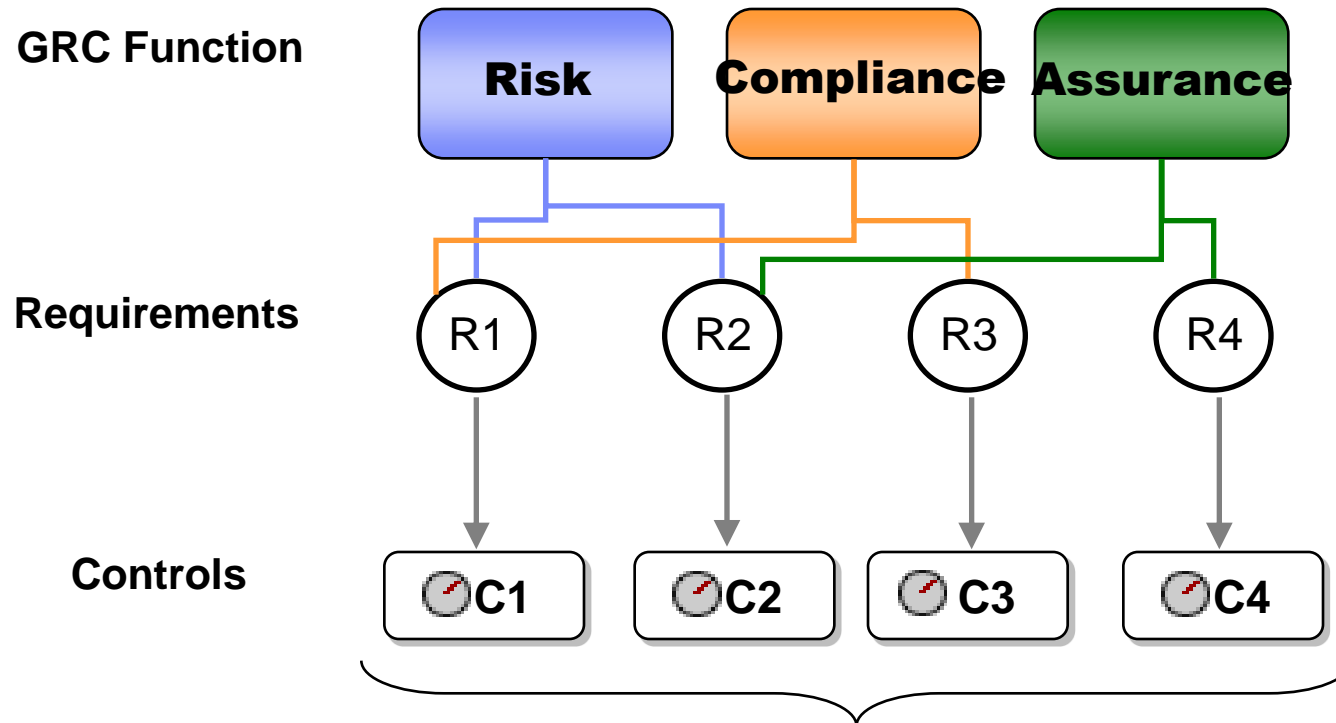 GRC Function
Risk
Compliance
Assurance
Requirements
R1
R2
R3
R4
Controls
C1
C2
C3
C4